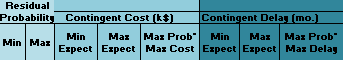 Residual
Probability
Contingent Cost (k$)
Contingent Delay (mo.)
Min
Max
Min
Expect
Max
Expect
Max Prob*
Max Cost
Min
Expect
Max
Expect
Max Prob*
Max Delay